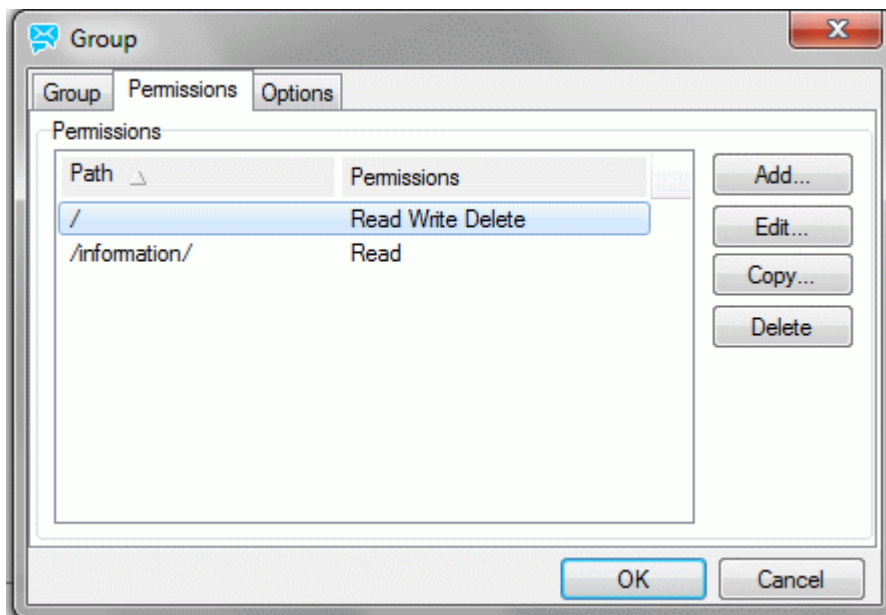 Group
Group Permissions Options
Permissions
Path Permissions
/ Read Write Delete
/information/ Read
Add...
Edit...
Copy...
Delete
OK Cancel